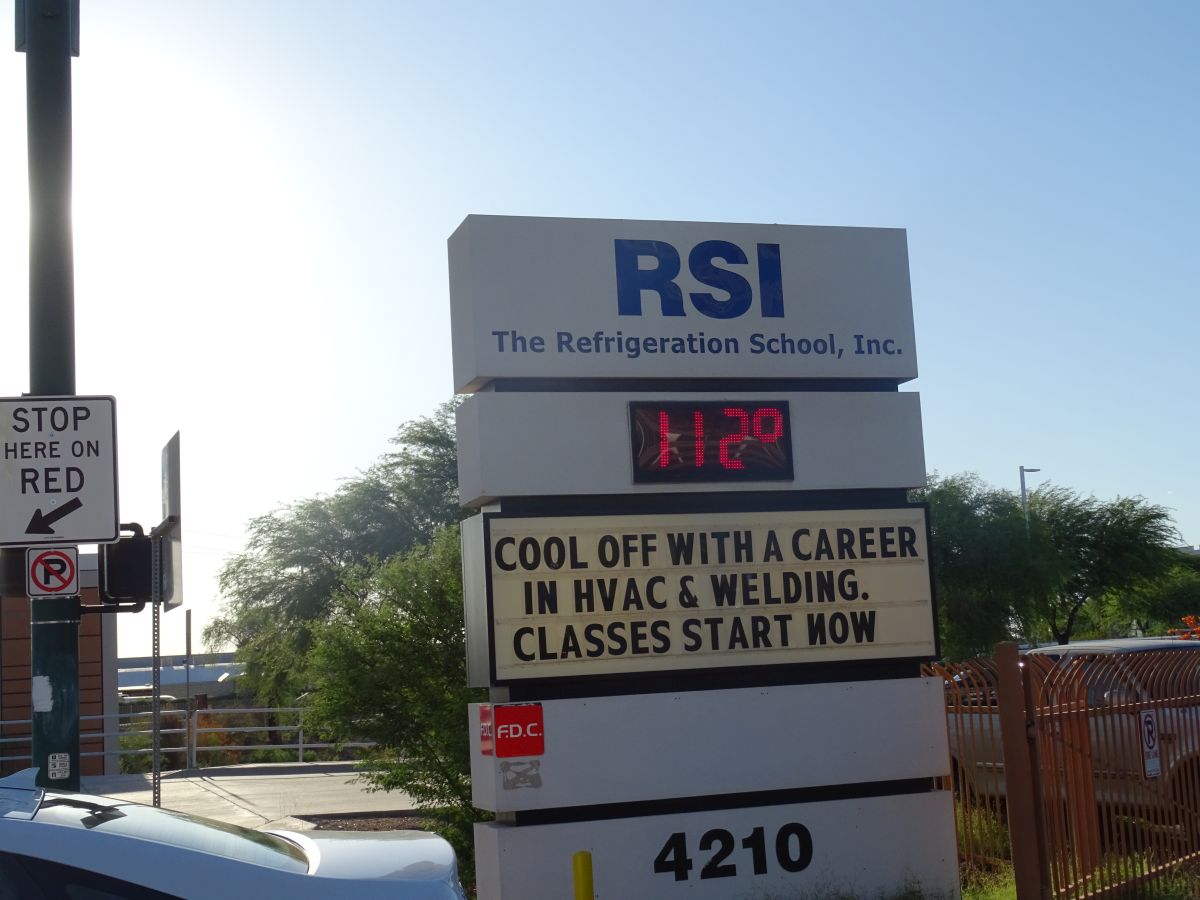 STOP
HERE ON
RED
RSI
The Refrigeration School, Inc.
112°
COOL OFF WITH A CAREER
IN HVAC & WELDING.
CLASSES START NOW
F.D.C.
F.D.C.
4210